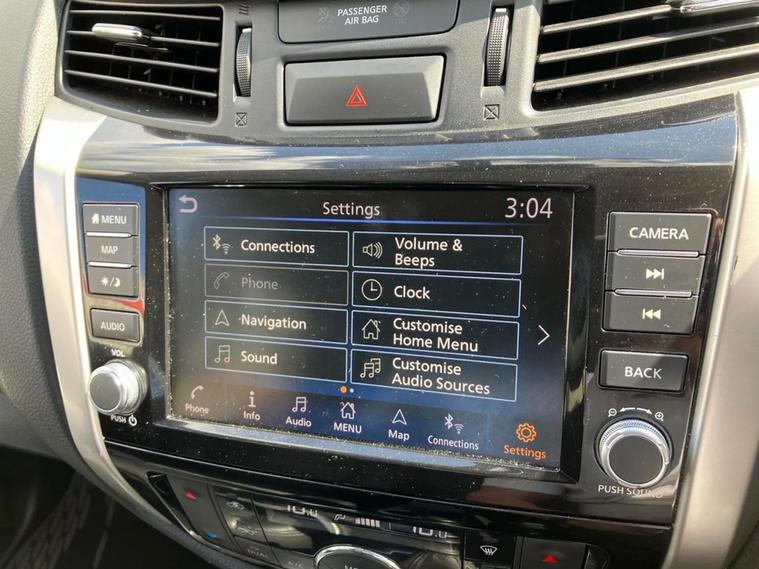 PASSENGER
AIR BAG
MENU
MAP
AUDIO
VOL
PUSH
Settings
3:04
Connections
Volume &
Beeps
Phone
Clock
Navigation
Customise
Home Menu
Sound
Customise
Audio Sources
Phone
Info
Audio
MENU
Map
Connections
Settings
CAMERA
BACK
PUSH SOUND
DUAL
A/C